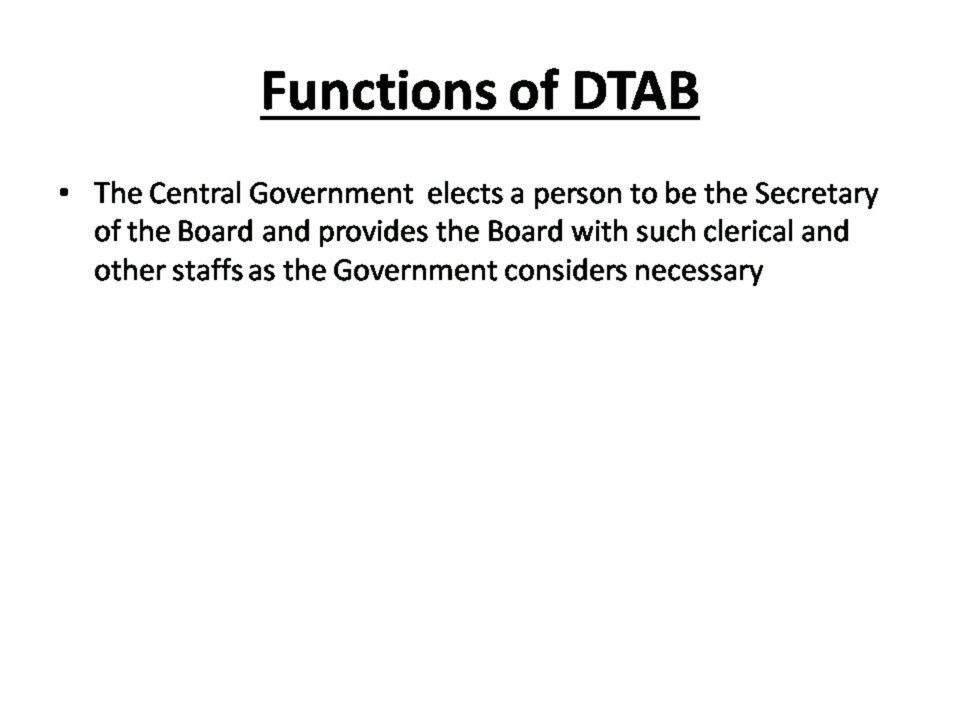 Functions of DTAB
• The Central Government elects a person to be the Secretary
of the Board and provides the Board with such clerical and
other staffs as the Government considers necessary